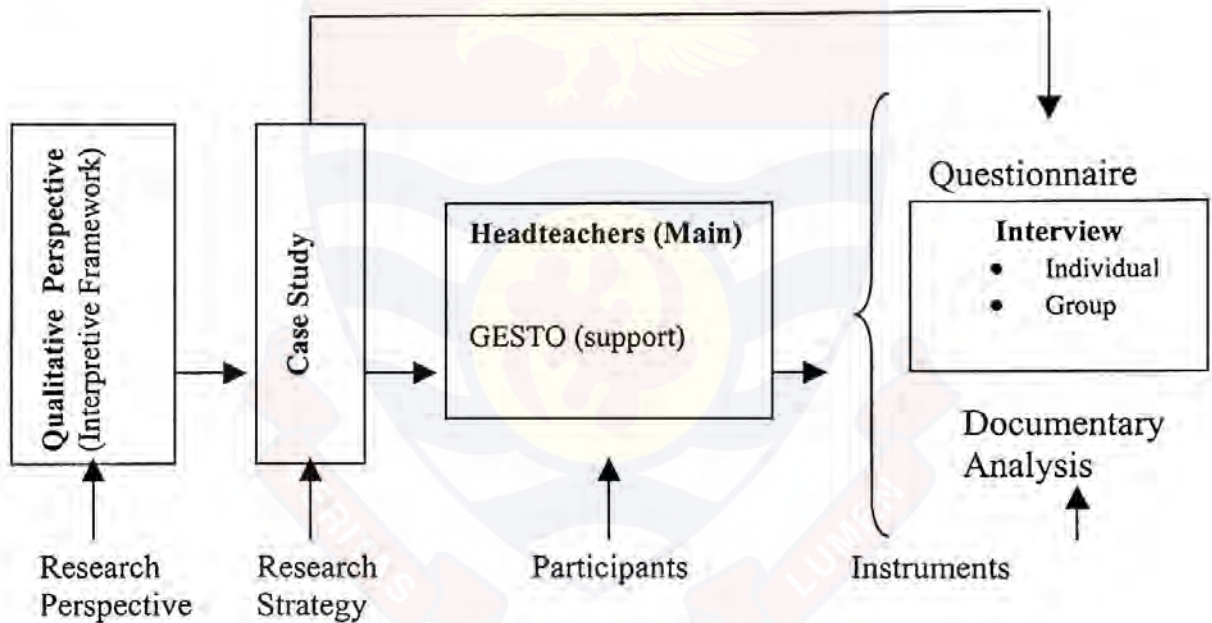 Qualitative Perspective
(Interpretive Framework)
Case Study
Headteachers (Main)
GESTO (support)
Questionnaire
Interview
• Individual
• Group
Documentary
Analysis
Research
Perspective
Research
Strategy
Participants
Instruments
LUMEN